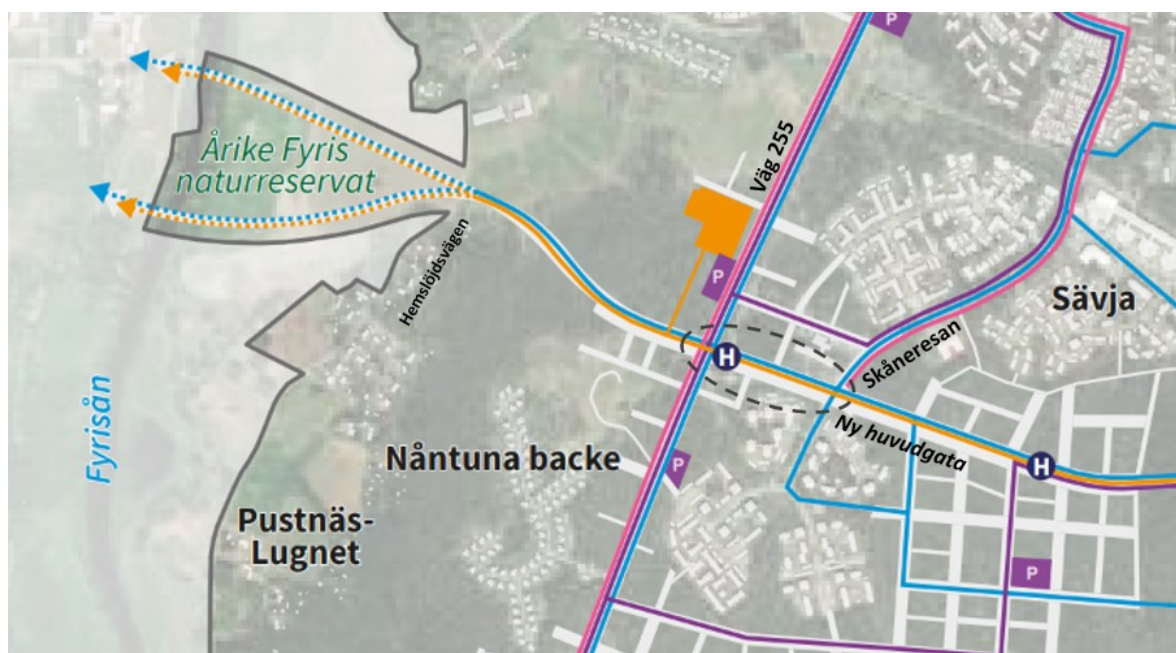 P
Väg 255
Årike Fyris
naturreservat
Hemslöjdsvägen
P
Sävja
H
Skåneresan
Fyrisån
Ny huvudgata
Nåntuna backe
P
H
Pustnäs-
Lugnet
P